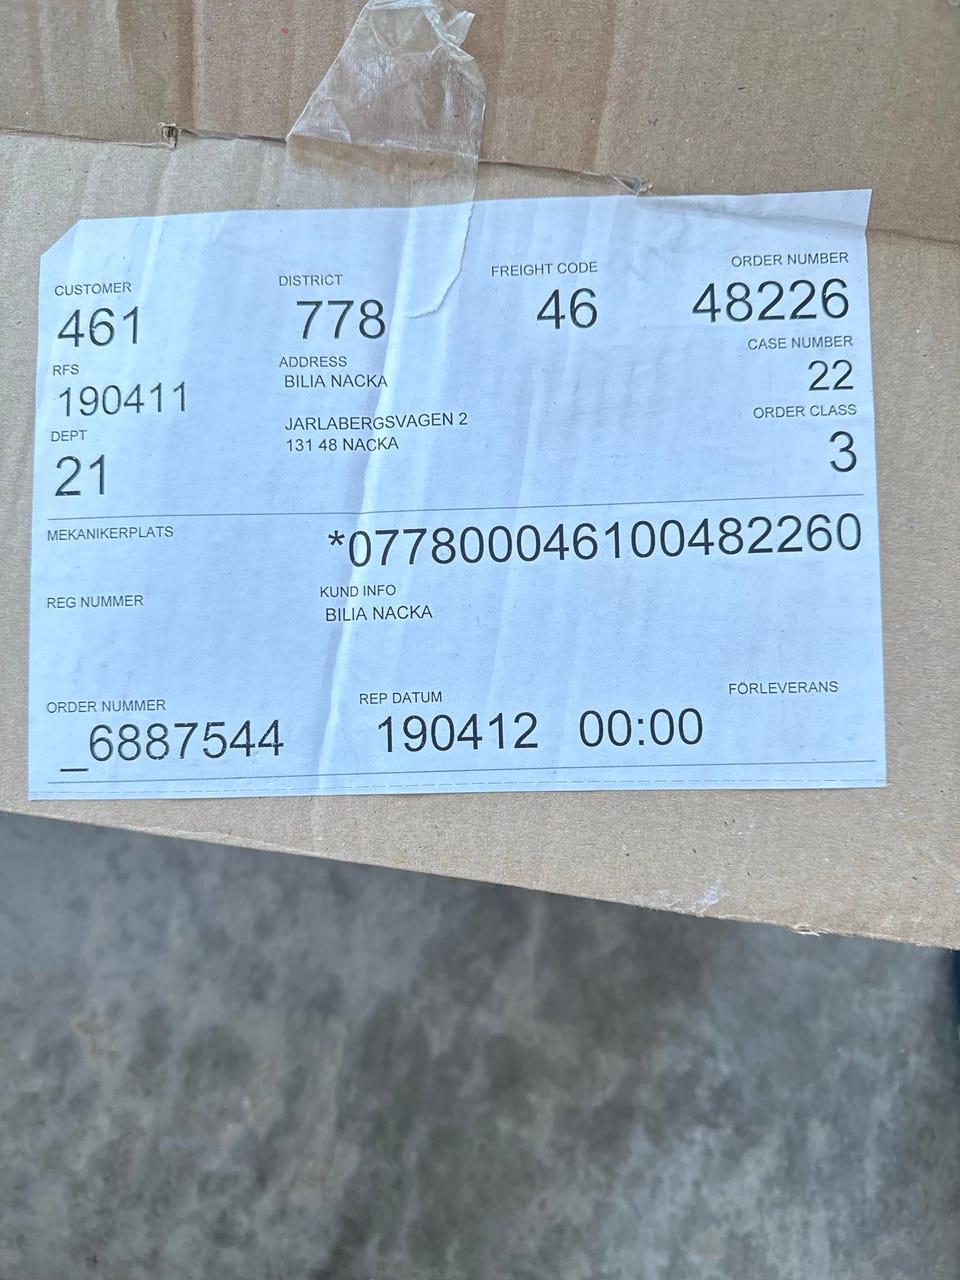 CUSTOMER DISTRICT FREIGHT CODE ORDER NUMBER
461 778 46 48226
RFS ADDRESS CASE NUMBER
190411 BILIA NACKA 22
DEPT JARLABERGSVAGEN 2 ORDER CLASS
21 131 48 NACKA 3
MEKANIKERPLATS *077800046100482260
REG NUMMER KUND INFO
BILIA NACKA
ORDER NUMMER REP DATUM FÖRLEVERANS
_6887544 190412 00:00